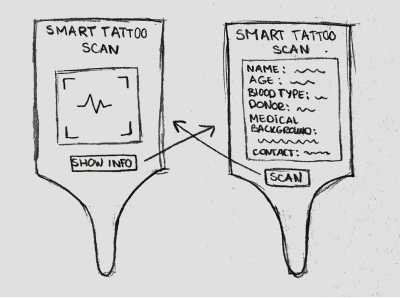 SMART TATTOO
SCAN
SHOW INFO
SMART TATTOO
SCAN
NAME:
AGE:
BLOOD TYPE:
DONOR:
MEDICAL
BACKGROUND:
CONTACT:
SCAN